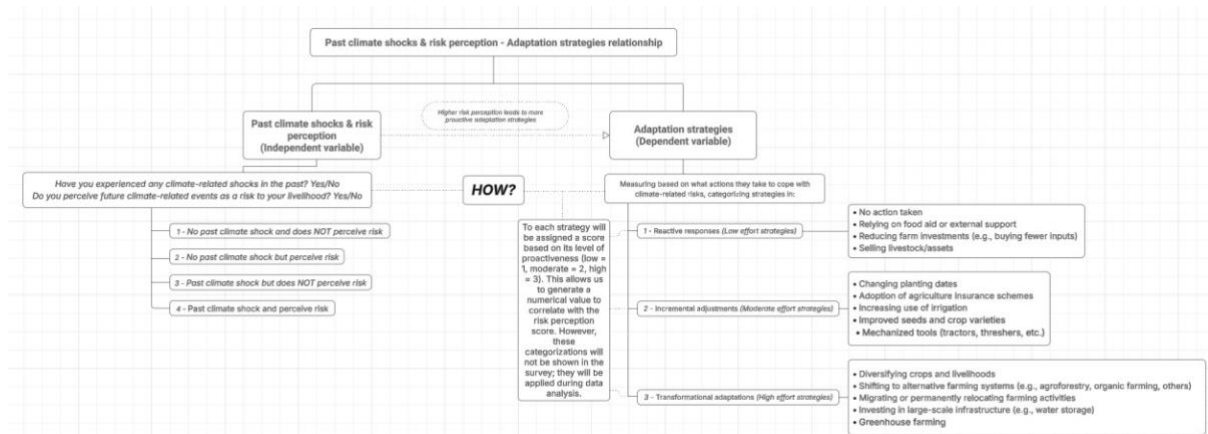 Past climate shocks & risk perception - Adaptation strategies relationship
Higher risk perception leads to more
proactive adaptation strategies
Past climate shocks & risk
perception
(Independent variable)
Adaptation strategies
(Dependent variable)
Have you experienced any climate-related shocks in the past? Yes/No
Do you perceive future climate-related events as a risk to your livelihood? Yes/No
HOW?
Measuring based on what actions they take to cope with
climate-related risks, categorizing strategies in:
1 - No past climate shock and does NOT perceive risk
2 - No past climate shock but perceive risk
3 - Past climate shock but does NOT perceive risk
4 - Past climate shock and perceive risk
To each strategy will
be assigned a score
based on its level of
proactiveness (low =
1, moderate = 2, high
= 3). This allows us
to generate a
numerical value to
correlate with the
risk perception
score. However,
these
categorizations will
not be shown in the
survey; they will be
applied during data
analysis.
1 - Reactive responses (Low effort strategies)
• No action taken
• Relying on food aid or external support
• Reducing farm investments (e.g., buying fewer inputs)
• Selling livestock/assets
2 - Incremental adjustments (Moderate effort strategies)
• Changing planting dates
• Adoption of agriculture insurance schemes
• Increasing use of irrigation
• Improved seeds and crop varieties
• Mechanized tools (tractors, threshers, etc.)
3 - Transformational adaptations (High effort strategies)
• Diversifying crops and livelihoods
• Shifting to alternative farming systems (e.g., agroforestry, organic farming, others)
• Migrating or permanently relocating farming activities
• Investing in large-scale infrastructure (e.g., water storage)
• Greenhouse farming